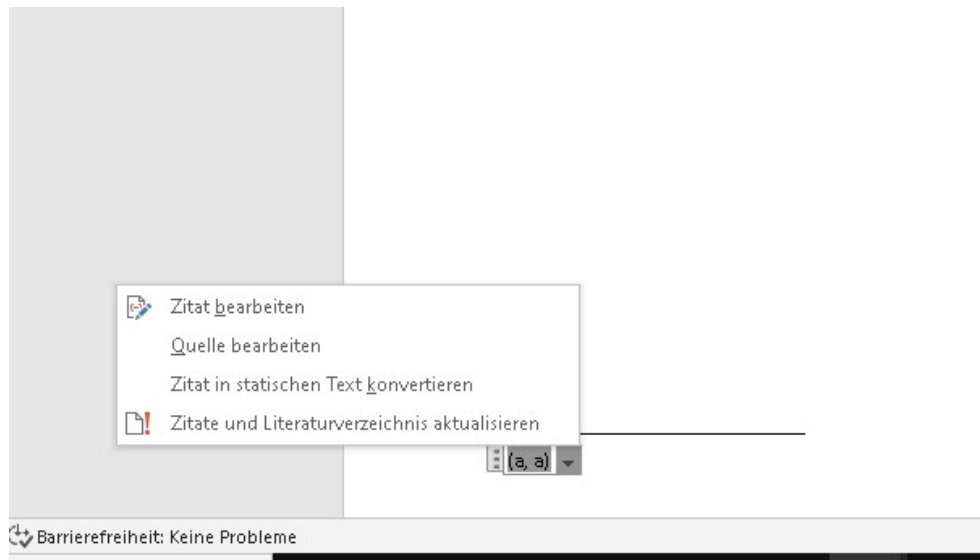 Zitat bearbeiten
Quelle bearbeiten
Zitat in statischen Text konvertieren
Zitate und Literaturverzeichnis aktualisieren
(a, a)
Barrierefreiheit: Keine Probleme